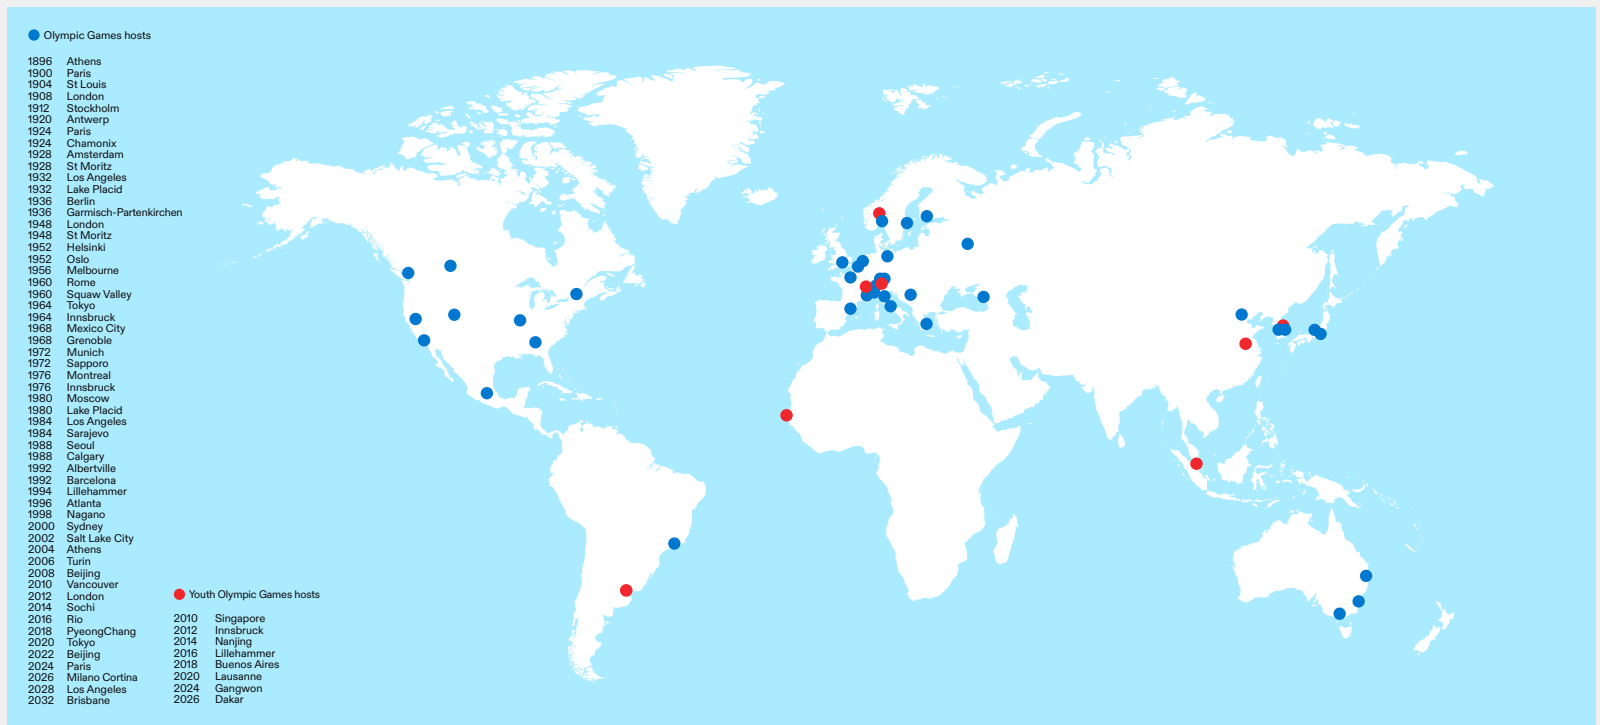 Olympic Games hosts
1896 Athens
1900 Paris
1904 St Louis
1908 London
1912 Stockholm
1920 Antwerp
1924 Paris
1924 Chamonix
1928 Amsterdam
1928 St Moritz
1932 Los Angeles
1932 Lake Placid
1936 Berlin
1936 Garmisch-Partenkirchen
1948 London
1948 St Moritz
1952 Helsinki
1952 Oslo
1956 Melbourne
1960 Rome
1960 Squaw Valley
1964 Tokyo
1964 Innsbruck
1968 Mexico City
1968 Grenoble
1972 Munich
1972 Sapporo
1976 Montreal
1976 Innsbruck
1980 Moscow
1980 Lake Placid
1984 Los Angeles
1984 Sarajevo
1988 Seoul
1988 Calgary
1992 Albertville
1992 Barcelona
1994 Lillehammer
1996 Atlanta
1998 Nagano
2000 Sydney
2002 Salt Lake City
2004 Athens
2006 Turin
2008 Beijing
2010 Vancouver
2012 London
2014 Sochi
2016 Rio
2018 PyeongChang
2020 Tokyo
2022 Beijing
2024 Paris
2026 Milano Cortina
2028 Los Angeles
2032 Brisbane
Youth Olympic Games hosts
2010 Singapore
2012 Innsbruck
2014 Nanjing
2016 Lillehammer
2018 Buenos Aires
2020 Lausanne
2024 Gangwon
2026 Dakar